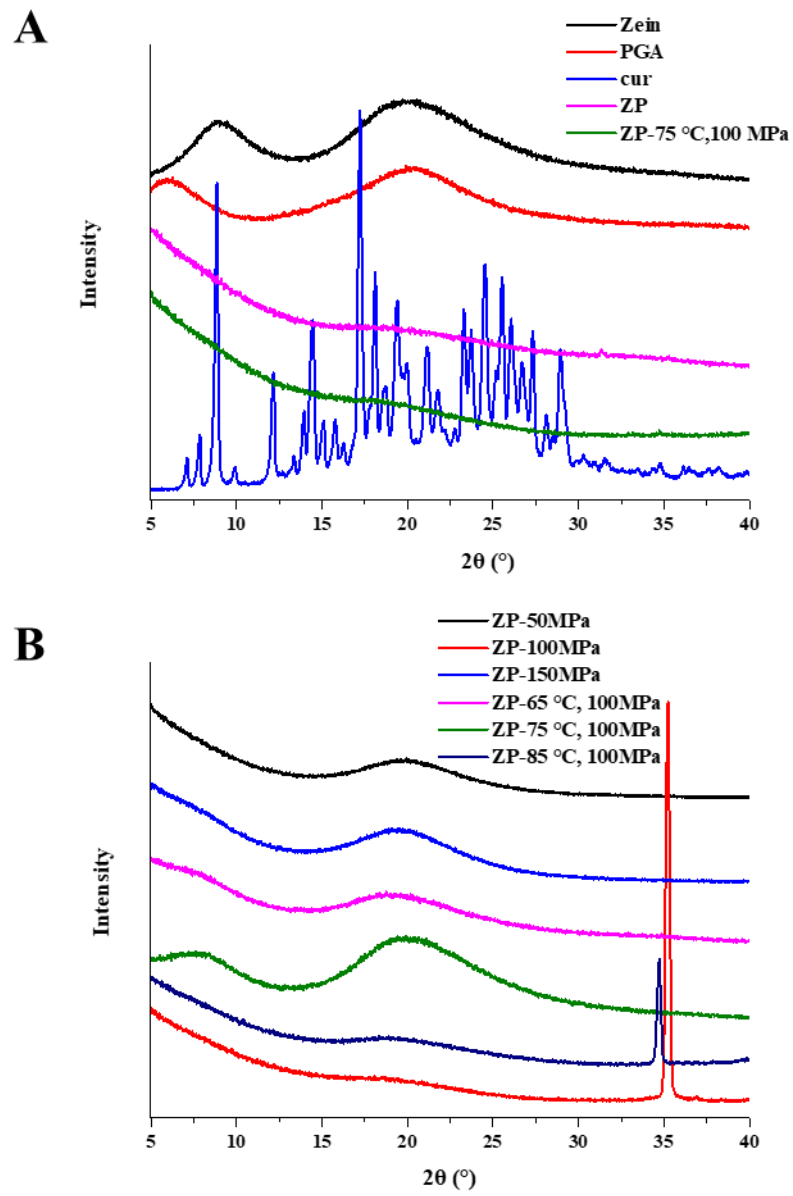 A
Zein
PGA
cur
ZP
ZP-75 °C,100 MPa
Intensity
5 10 15 20 25 30 35 40
2θ (°)
B
ZP-50MPa
ZP-100MPa
ZP-150MPa
ZP-65 °C, 100MPa
ZP-75 °C, 100MPa
ZP-85 °C, 100MPa
Intensity
5 10 15 20 25 30 35 40
2θ (°)